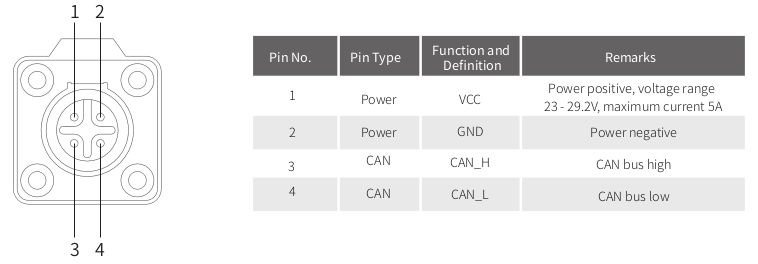 1 2
3 4
Pin No. Pin Type Function and Definition Remarks
1 Power VCC Power positive, voltage range
23 - 29.2V, maximum current 5A
2 Power GND Power negative
3 CAN CAN_H CAN bus high
4 CAN CAN_L CAN bus low